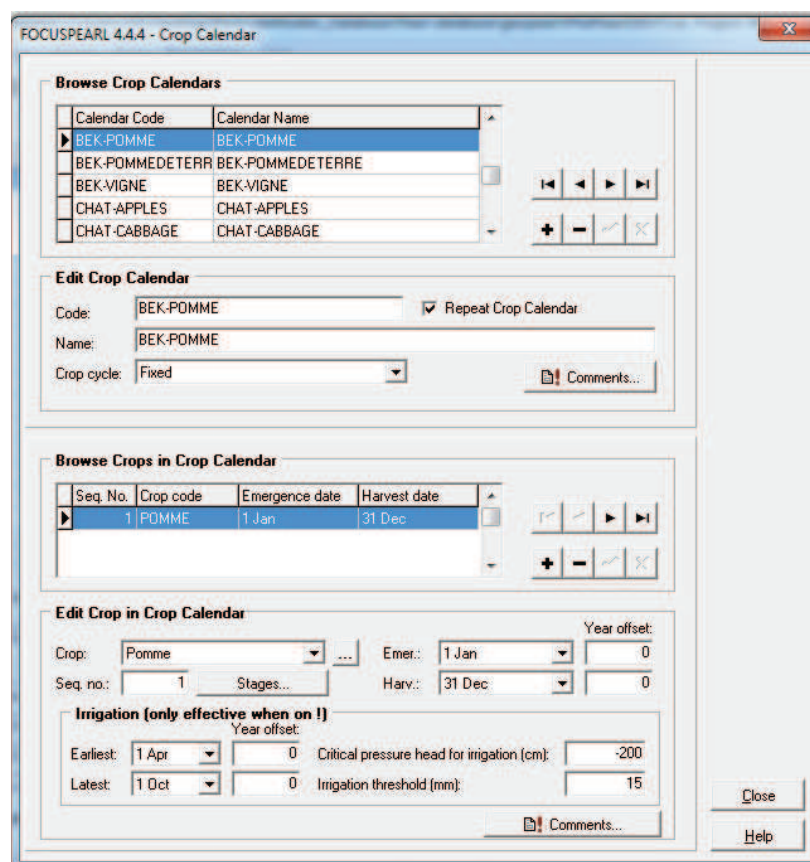 FOCUSPEARL 4.4.4 - Crop Calendar
Browse Crop Calendars
Calendar Code Calendar Name
BEK-POMME BEK-POMME
BEK-POMMEDETERR BEK-POMMEDETERRE
BEK-VIGNE BEK-VIGNE
CHAT-APPLES CHAT-APPLES
CHAT-CABBAGE CHAT-CABBAGE
Edit Crop Calendar
Code: BEK-POMME Repeat Crop Calendar
Name: BEK-POMME
Crop cycle: Fixed Comments...
Browse Crops in Crop Calendar
Seq. No. Crop code Emergence date Harvest date
1 POMME 1 Jan 31 Dec
Edit Crop in Crop Calendar
Year offset:
Crop: Pomme ... Emer.: 1 Jan 0
Seq. no.: 1 Stages... Harv.: 31 Dec 0
Irrigation (only effective when on !)
Year offset:
Earliest: 1 Apr 0 Critical pressure head for irrigation (cm): -200
Latest: 1 Oct 0 Irrigation threshold (mm): 15
Comments...
Close
Help